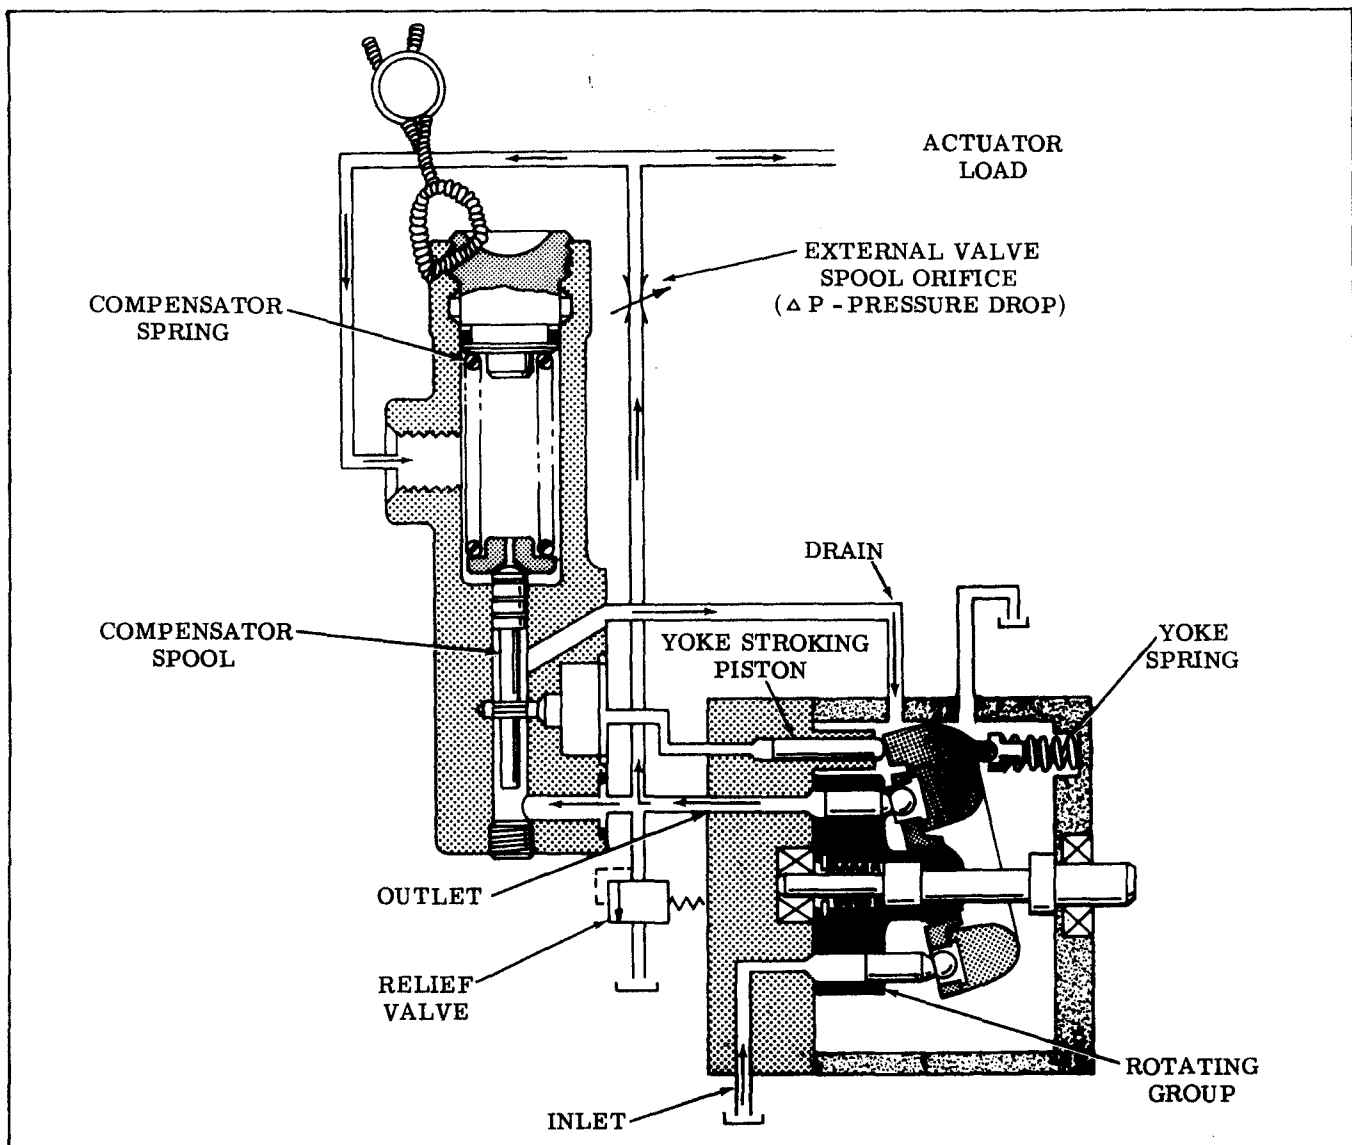 ACTUATOR
LOAD
EXTERNAL VALVE
SPOOL ORIFICE
(△ P - PRESSURE DROP)
COMPENSATOR
SPRING
DRAIN
COMPENSATOR
SPOOL
YOKE STROKING
PISTON
YOKE
SPRING
OUTLET
RELIEF
VALVE
INLET
ROTATING
GROUP